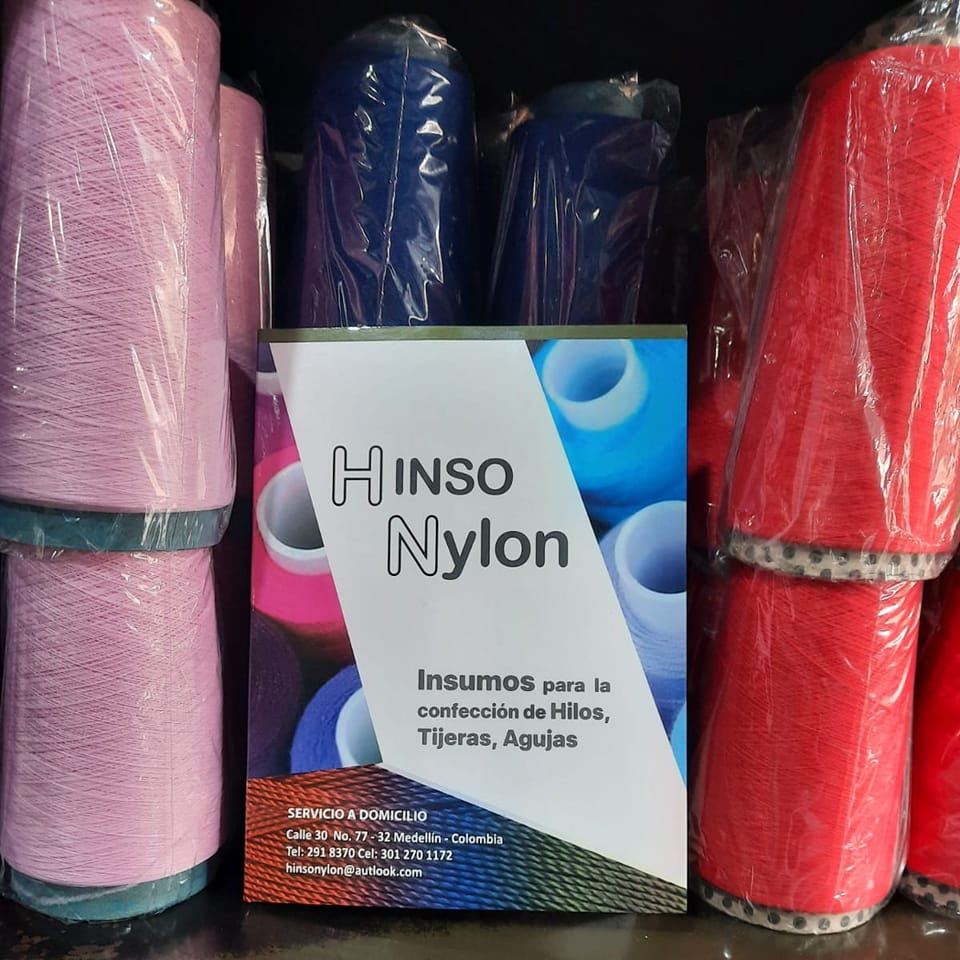 HINSO
Nylon
Insumos para la
confección de Hilos,
Tijeras, Agujas
SERVICIO A DOMICILIO
Calle 30 No. 77 - 32 Medellín - Colombia
Tel: 291 8370 Cel: 301 270 1172
hinsonylon@autlook.com